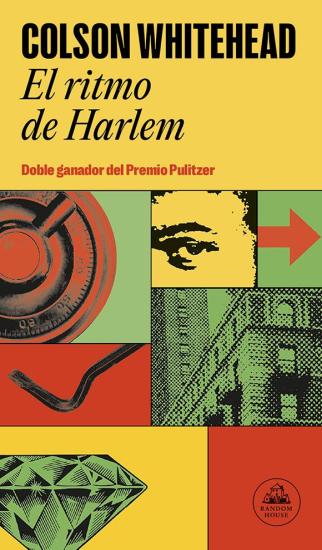 COLSON WHITEHEAD
El ritmo
de Harlem
Doble ganador del Premio Pulitzer
RANDOM
HOUSE